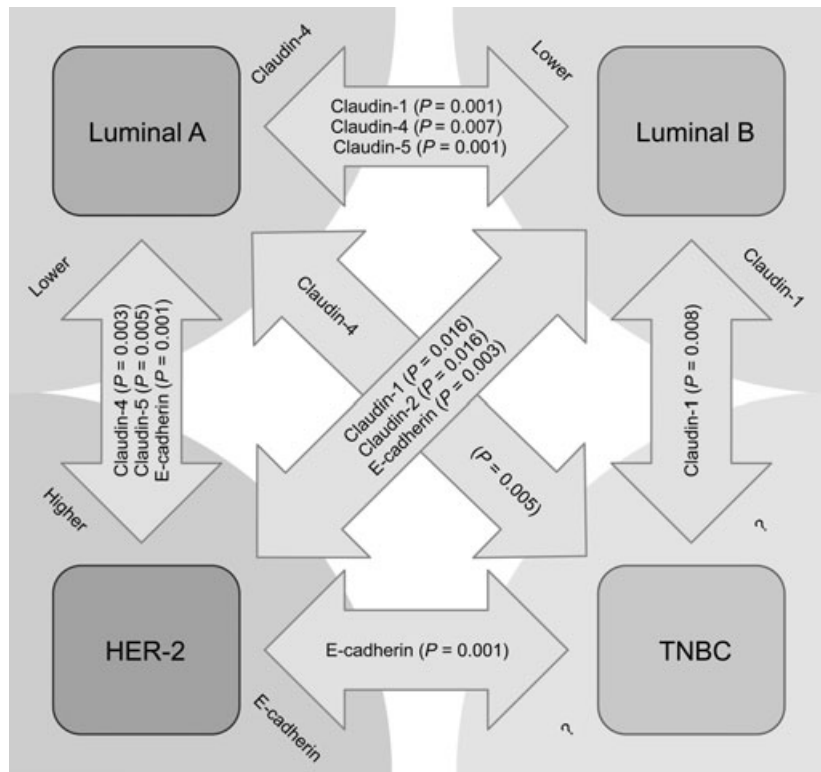 Claudin-4
Lower
Luminal A
Claudin-1 (P = 0.001)
Claudin-4 (P = 0.007)
Claudin-5 (P = 0.001)
Luminal B
Lower
Claudin-4
Claudin-1
Claudin-4 (P = 0.003)
Claudin-5 (P = 0.005)
E-cadherin (P = 0.001)
Claudin-1 (P = 0.016)
Claudin-2 (P = 0.016)
E-cadherin (P = 0.003)
Claudin-1 (P = 0.008)
(P = 0.005)
Higher
?
HER-2
E-cadherin (P = 0.001)
TNBC
E-cadherin
?